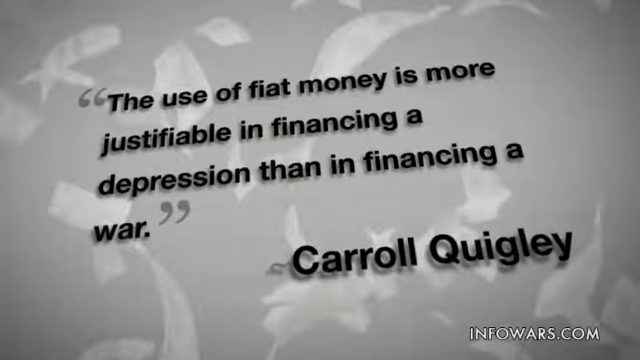 “The use of fiat money is more
justifiable in financing a
depression than in financing a
war.”
~Carroll Quigley
INFOWARS.COM